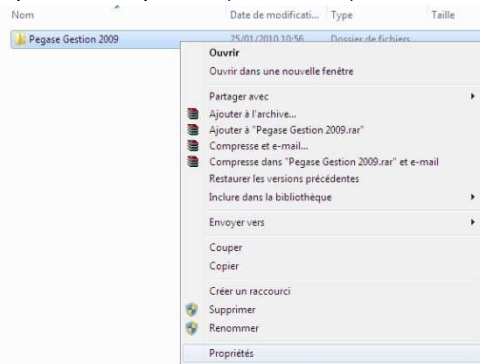 Nom Date de modificati... Type Taille
Pegase Gestion 2009 25/01/2010 10:56 Dossier de fichiers
Ouvrir
Ouvrir dans une nouvelle fenêtre
Partager avec
Ajouter à l'archive...
Ajouter à "Pegase Gestion 2009.rar"
Compresse et e-mail...
Compresse dans "Pegase Gestion 2009.rar" et e-mail
Restaurer les versions précédentes
Inclure dans la bibliothèque
Envoyer vers
Couper
Copier
Créer un raccourci
Supprimer
Renommer
Propriétés